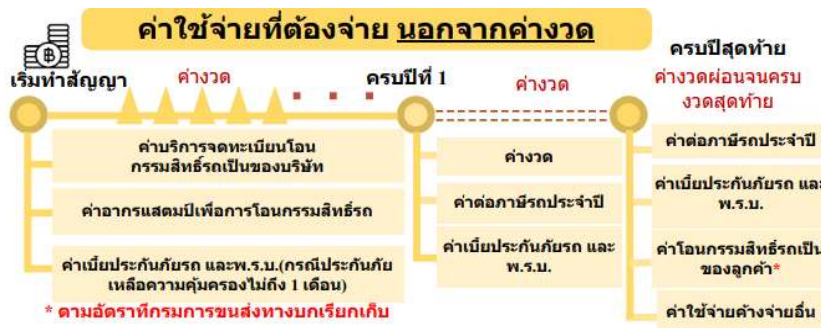 ค่าใช้จ่ายที่ต้องจ่าย นอกจากค่างวด
เริ่มทำสัญญา
ค่างวด
ครบปีที่ 1
ค่างวด
ครบปีสุดท้าย
ค่างวดผ่อนจนครบ
งวดสุดท้าย
ค่าบริการจดทะเบียนโอน
กรรมสิทธิ์รถเป็นของบริษัท
ค่าอากรแสตมป์เพื่อการโอนกรรมสิทธิ์รถ
ค่าเบี้ยประกันภัยรถ และพ.ร.บ.(กรณีประกันภัย
เหลือความคุ้มครองไม่ถึง 1 เดือน)
* ตามอัตราที่กรมการขนส่งทางบกเรียกเก็บ
ค่างวด
ค่าต่อภาษีรถประจำปี
ค่าเบี้ยประกันภัยรถ และ
พ.ร.บ.
ค่าต่อภาษีรถประจำปี
ค่าเบี้ยประกันภัยรถ และ
พ.ร.บ.
ค่าโอนกรรมสิทธิ์รถเป็น
ของลูกค้า*
ค่าใช้จ่ายค้างจ่ายอื่น